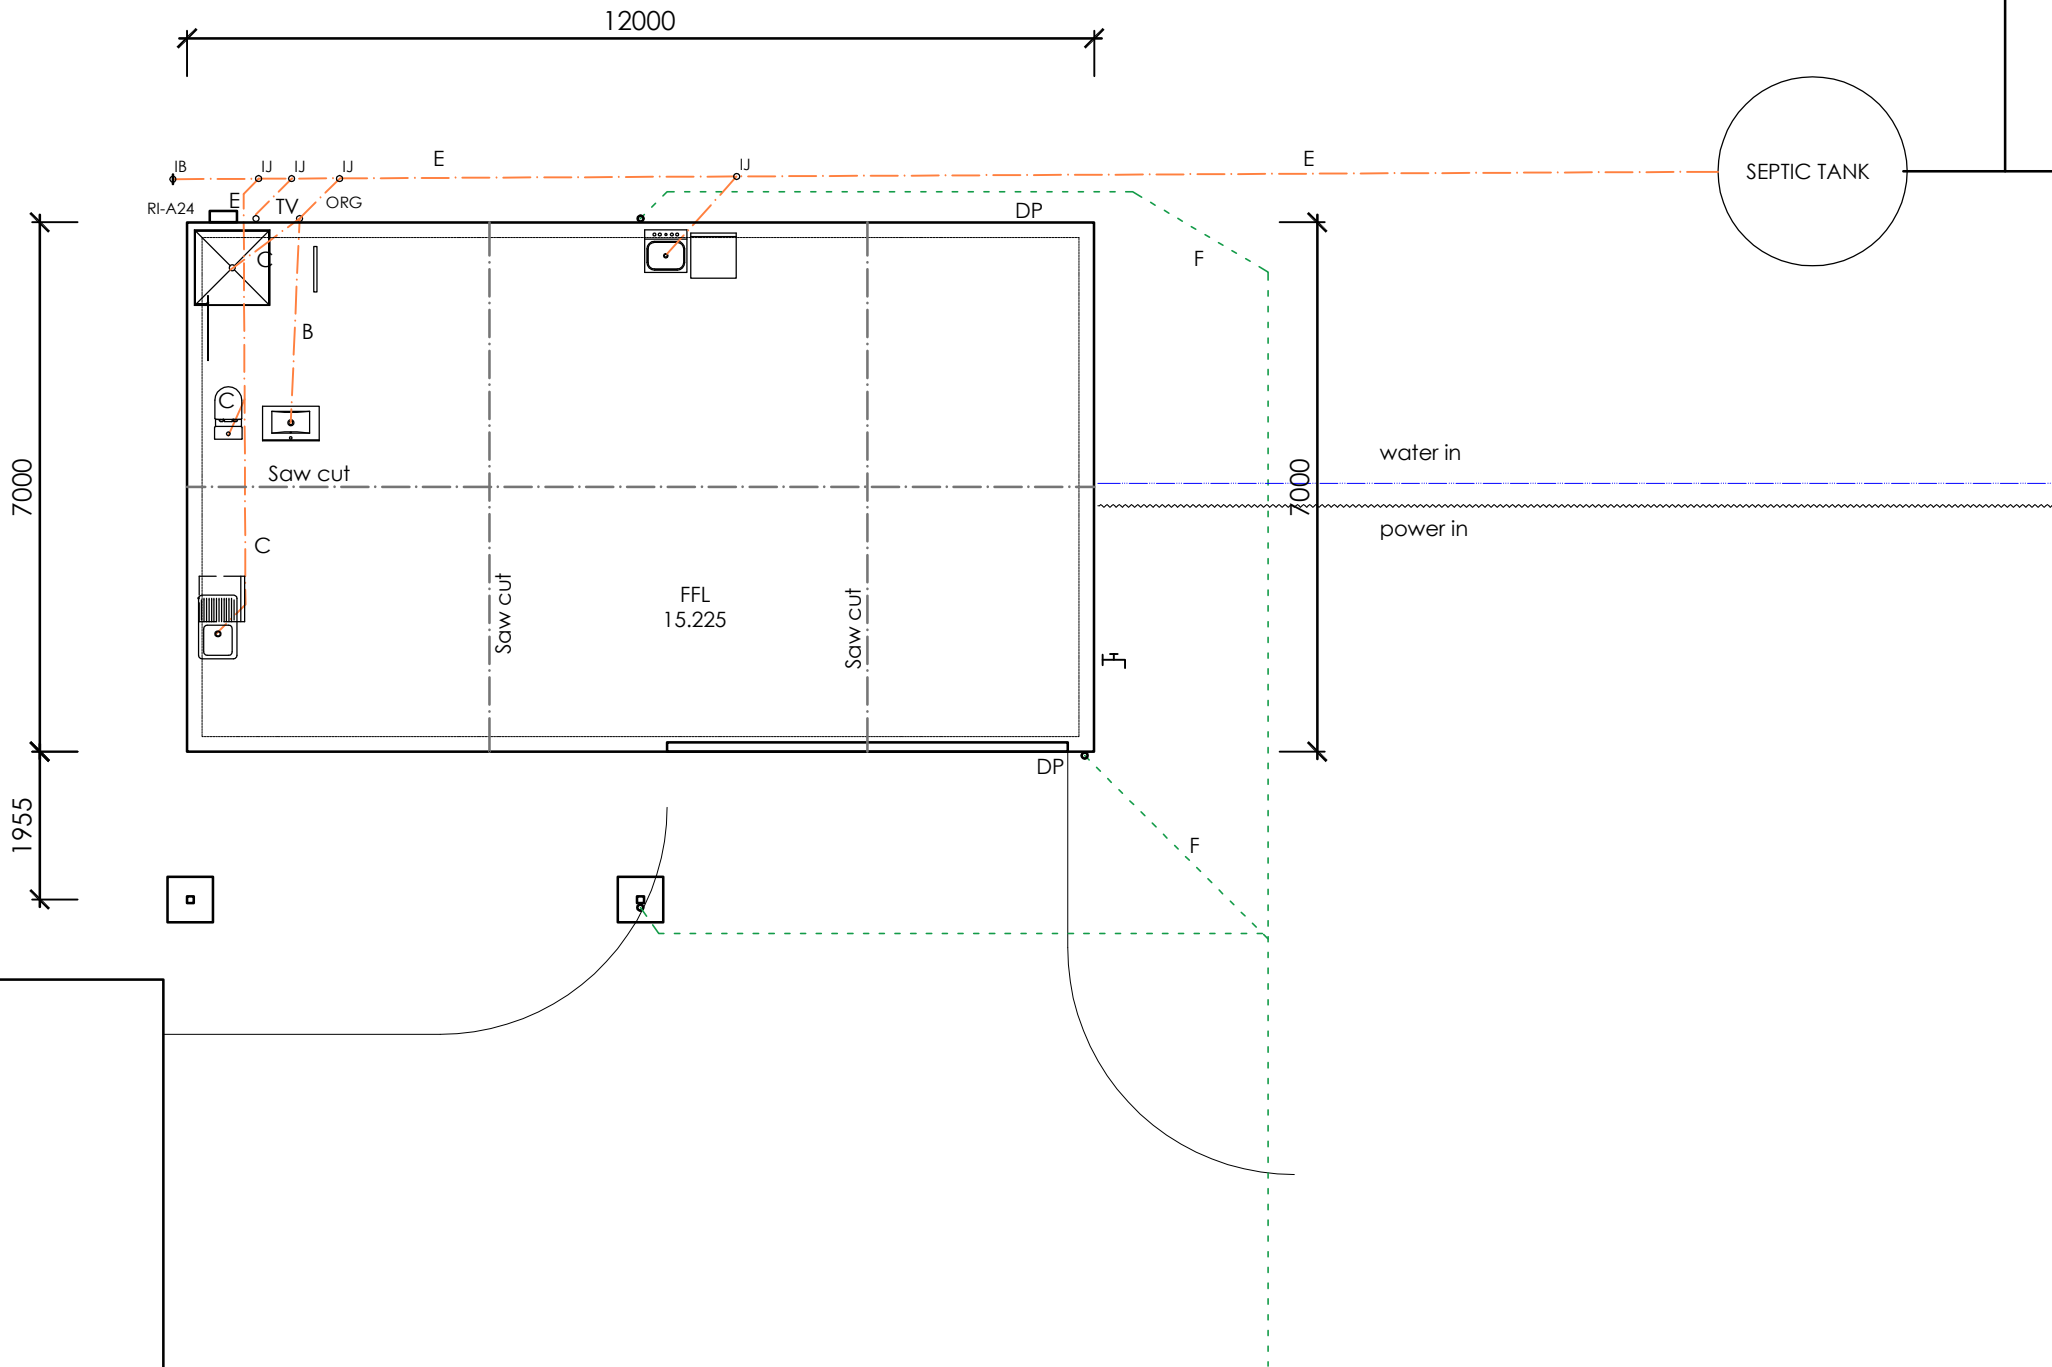 12000
E
E
IB
IJ
IJ
IJ
IJ
SEPTIC TANK
E
TV
ORG
RI-A24
DP
C
F
B
C
water in
Saw cut
7000
7000
power in
C
Saw cut
FFL
15.225
Saw cut
DP
1955
F